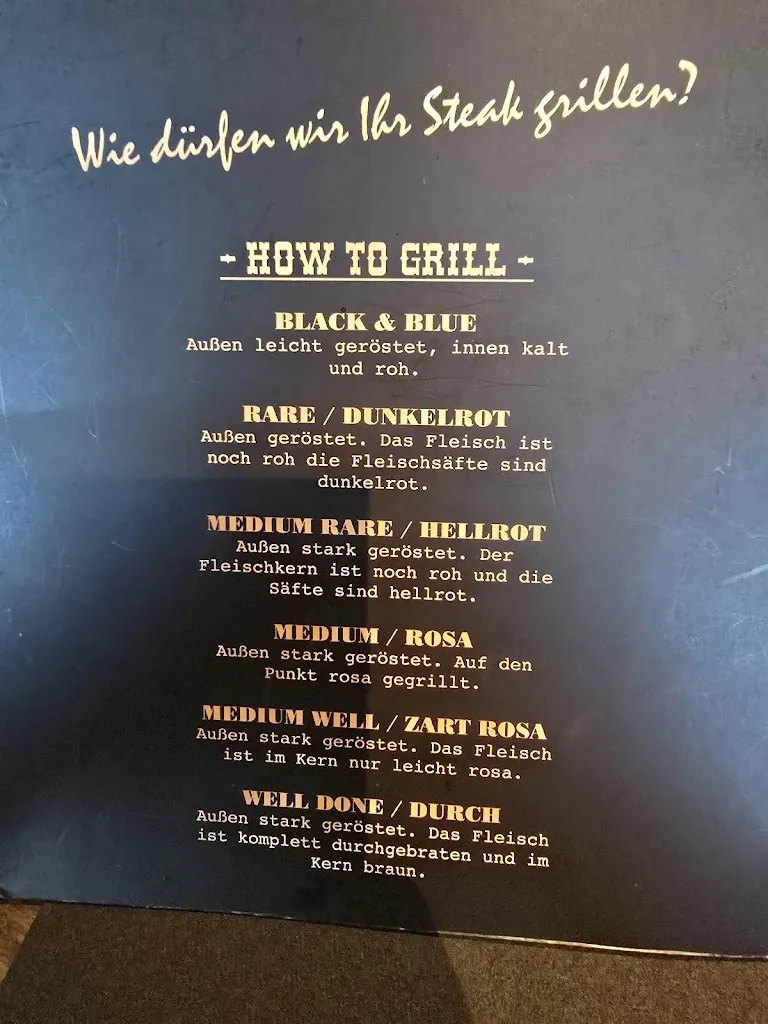 Wie dürfen wir Ihr Steak grillen?
- HOW TO GRILL -
BLACK & BLUE
Außen leicht geröstet, innen kalt
und roh.
RARE / DUNKELROT
Außen geröstet. Das Fleisch ist
noch roh die Fleischsäfte sind
dunkelrot.
MEDIUM RARE / HELLROT
Außen stark geröstet. Der
Fleischkern ist noch roh und die
Säfte sind hellrot.
MEDIUM / ROSA
Außen stark geröstet. Auf den
Punkt rosa gegrillt.
MEDIUM WELL / ZART ROSA
Außen stark geröstet. Das Fleisch
ist im Kern nur leicht rosa.
WELL DONE / DURCH
Außen stark geröstet. Das Fleisch
ist komplett durchgebraten und im
Kern braun.